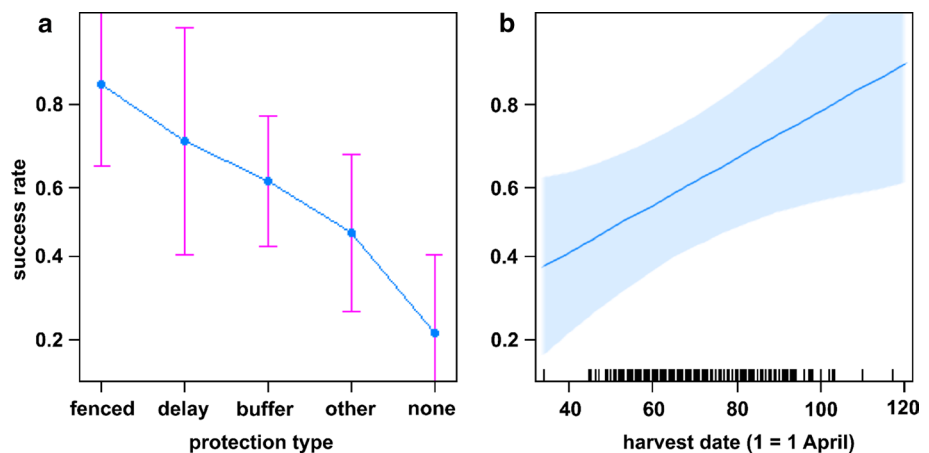 a
success rate
0.8
0.6
0.4
0.2
fenced delay buffer other none
protection type
b
0.8
0.6
0.4
0.2
40 60 80 100 120
harvest date (1 = 1 April)